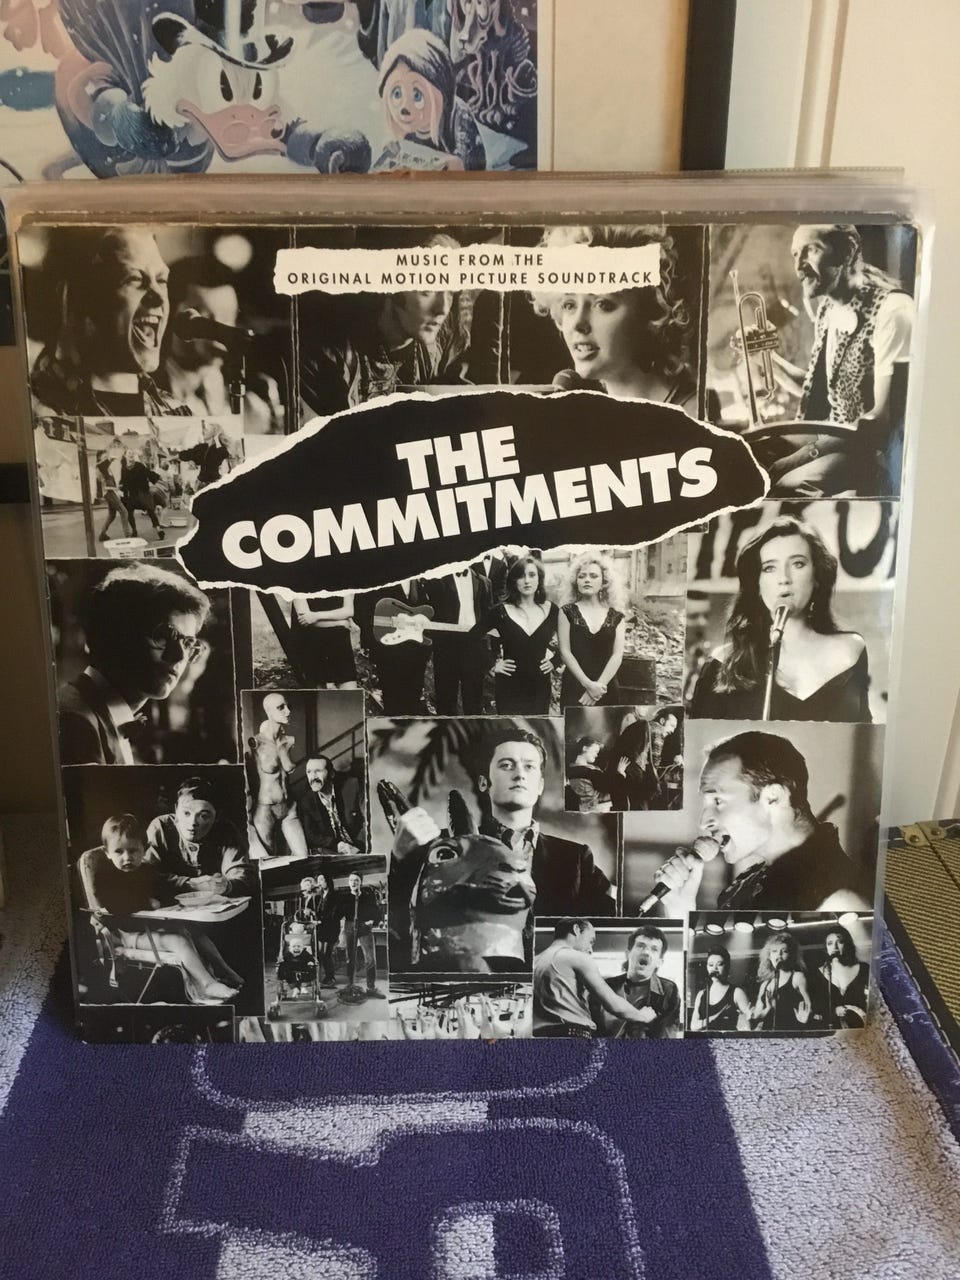 MUSIC FROM THE
ORIGINAL MOTION PICTURE SOUNDTRACK
THE
COMMITMENTS